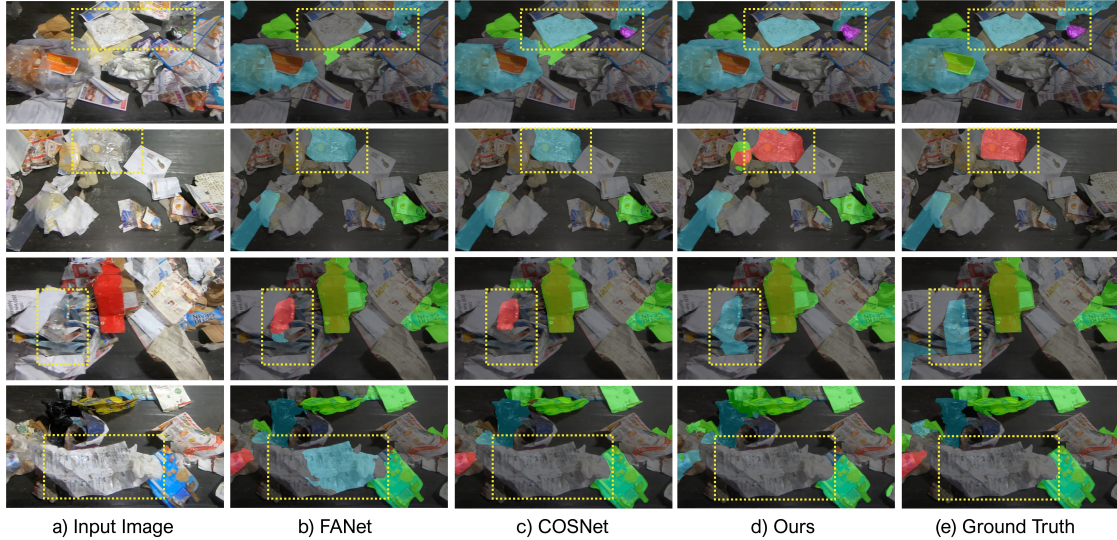 a) Input Image
b) FANet
c) COSNet
d) Ours
(e) Ground Truth